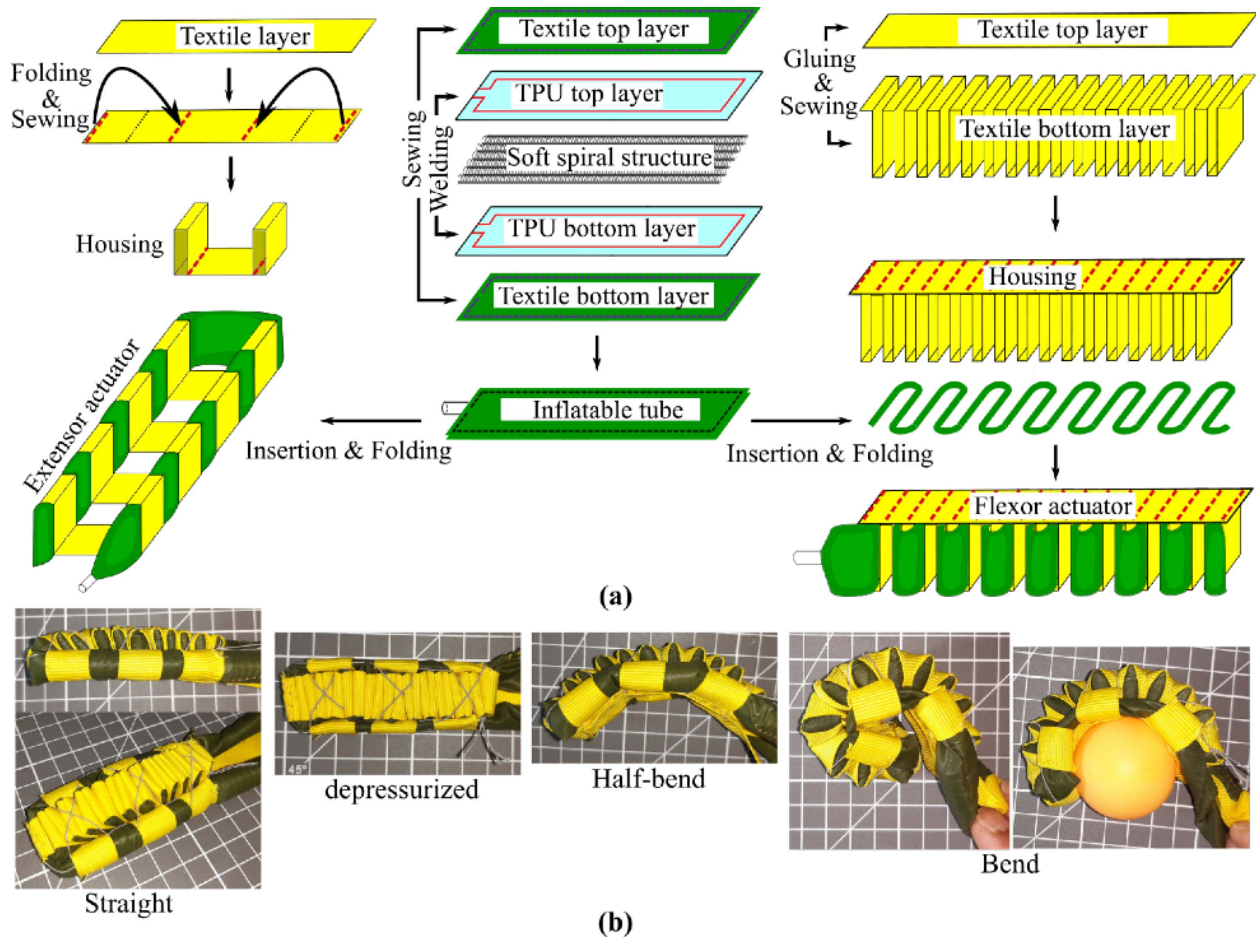 Textile layer
Folding
&
Sewing
Housing
Extensor actuator
Textile top layer
TPU top layer
Soft spiral structure
TPU bottom layer
Textile bottom layer
Sewing
Welding
Inflatable tube
Insertion & Folding
Insertion & Folding
Textile top layer
Gluing
&
Sewing
Textile bottom layer
Housing
Flexor actuator
(a)
45°
Straight
depressurized
Half-bend
Bend
(b)